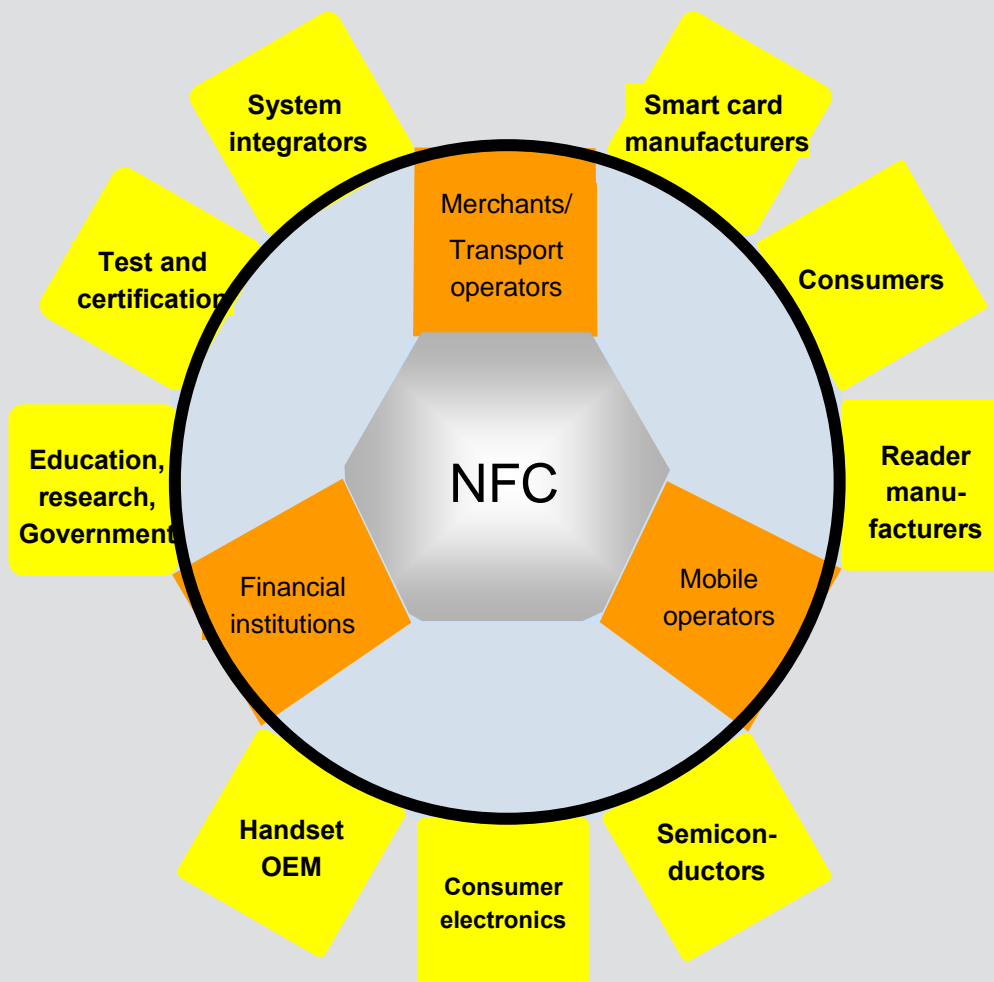 System
integrators
Smart card
manufacturers
Merchants/
Transport
operators
Test and
certification
Consumers
Education,
research,
Government
NFC
Reader
manu-
facturers
Financial
institutions
Mobile
operators
Handset
OEM
Consumer
electronics
Semicon-
ductors